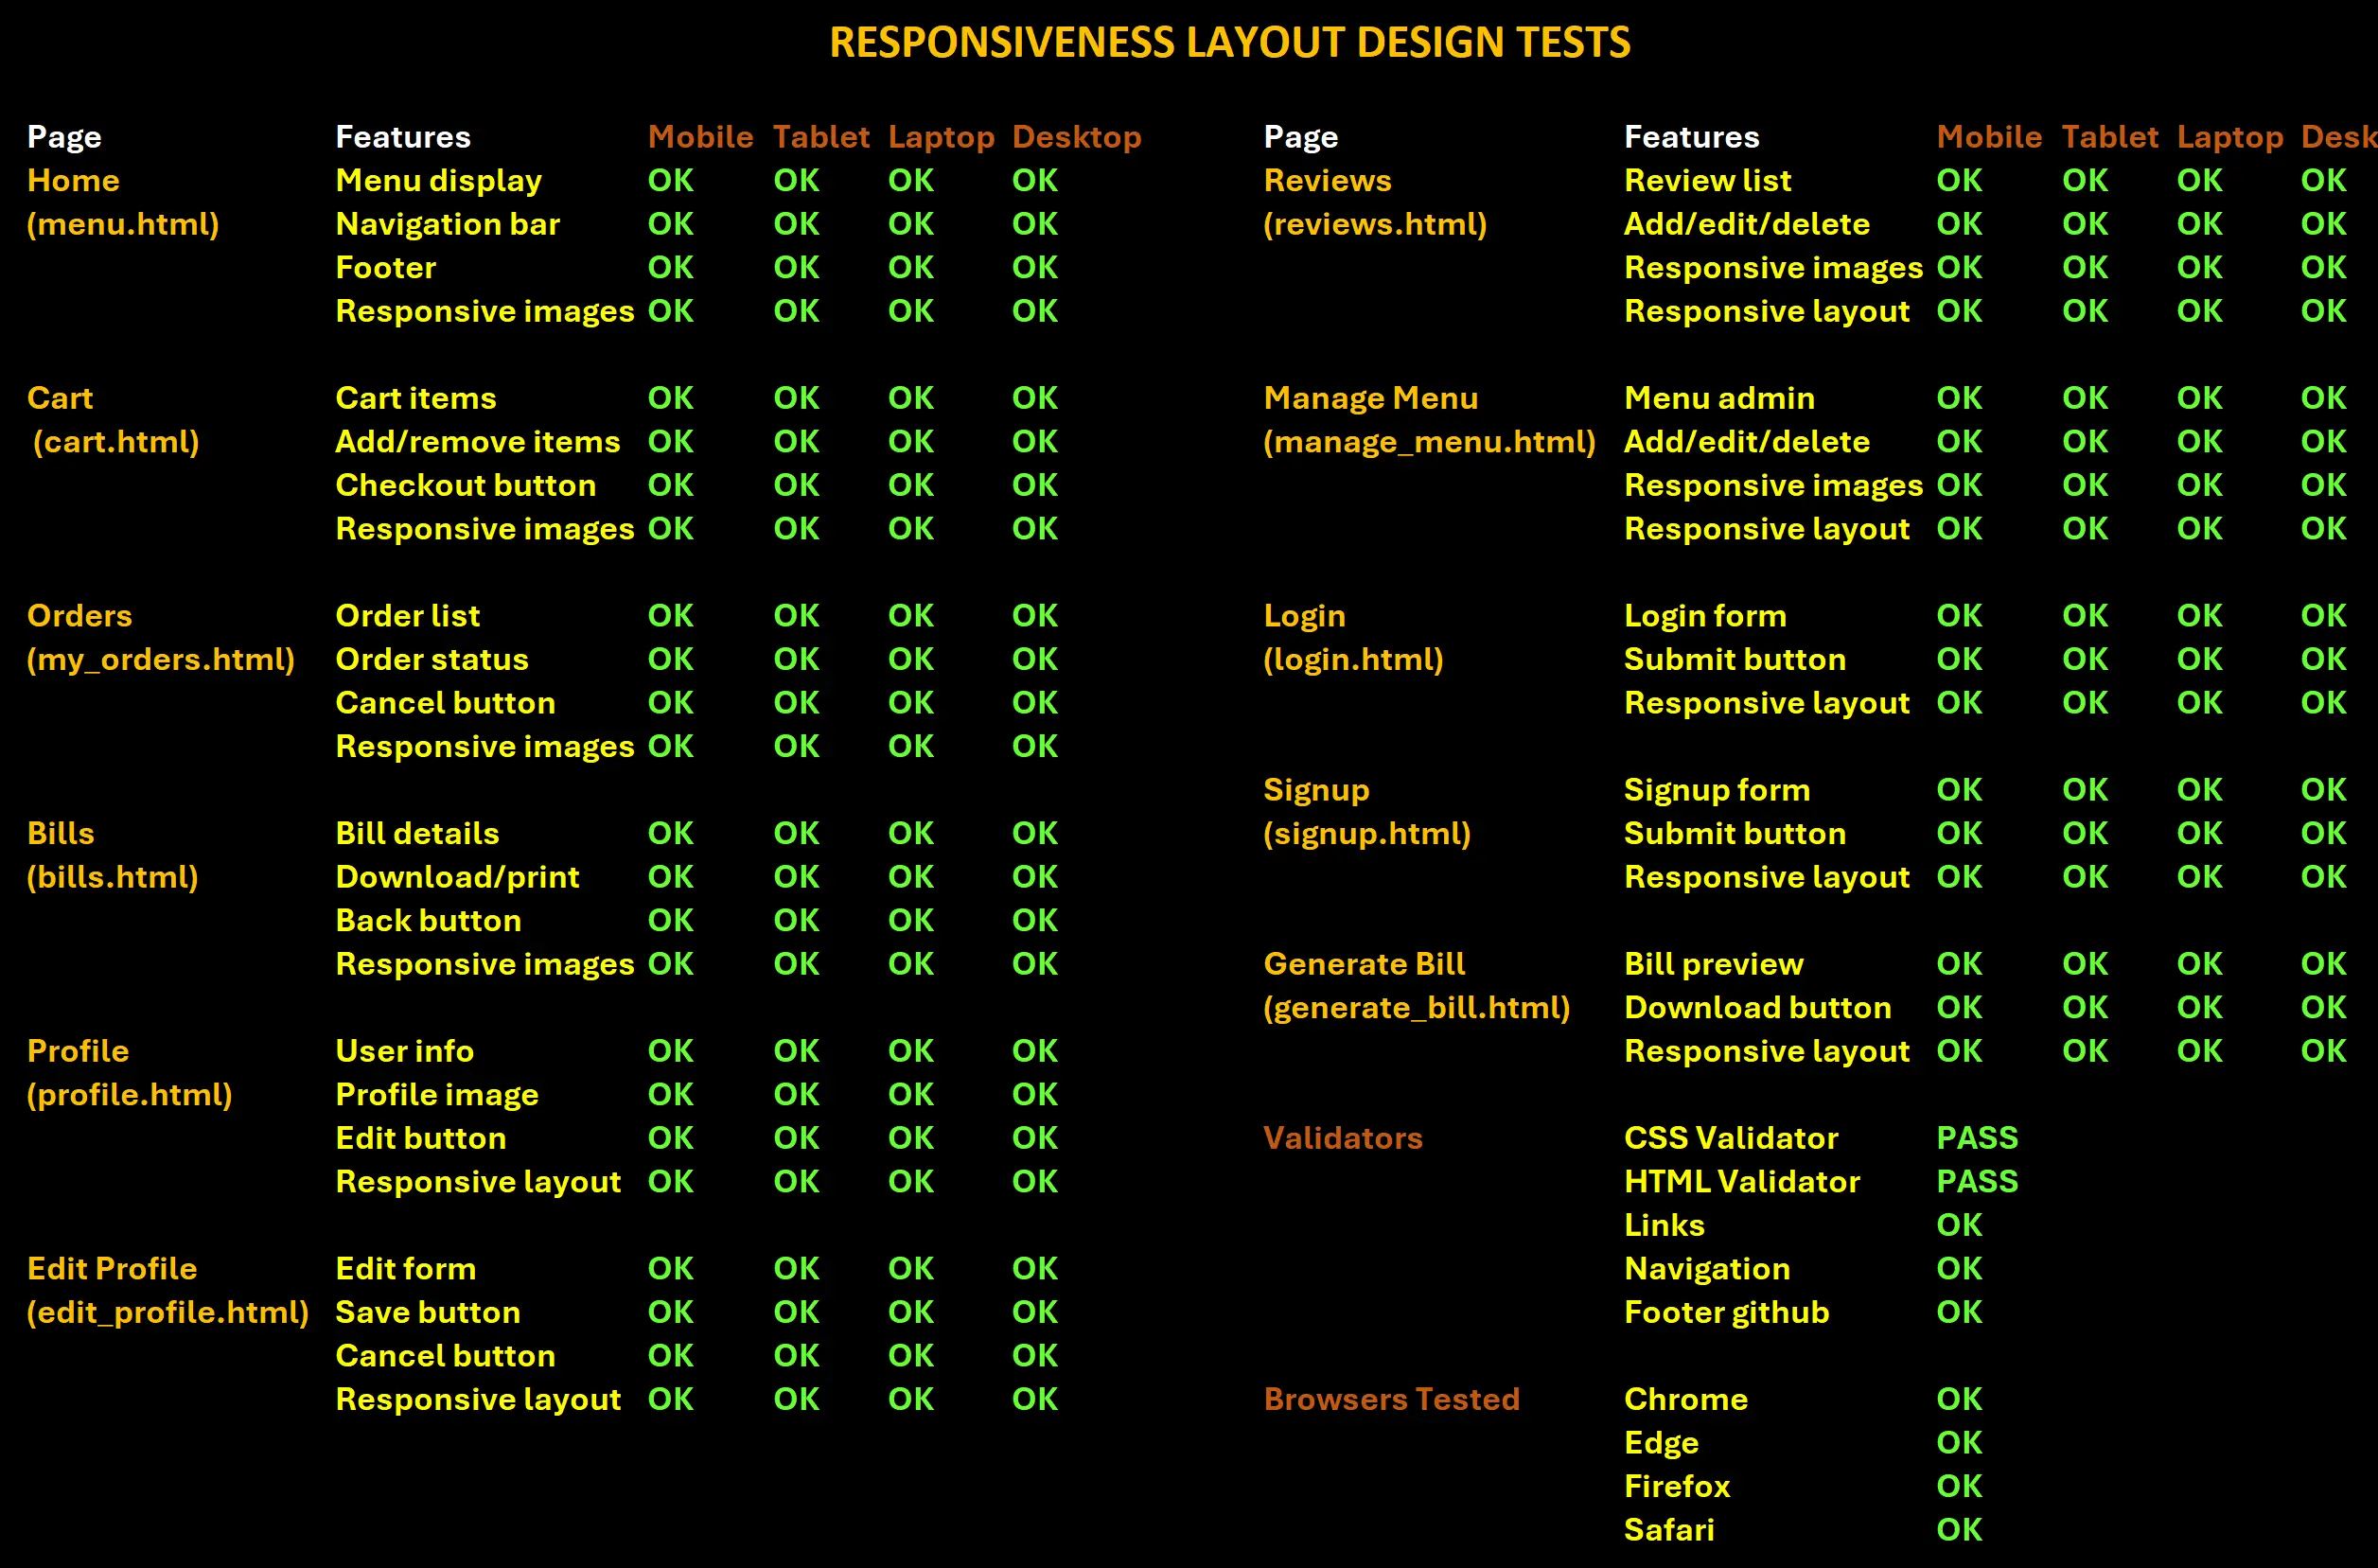 RESPONSIVENESS LAYOUT DESIGN TESTS
Page Features Mobile Tablet Laptop Desktop
Home Menu display OK OK OK OK
(menu.html) Navigation bar OK OK OK OK
Footer OK OK OK OK
Responsive images OK OK OK OK
Cart Cart items OK OK OK OK
(cart.html) Add/remove items OK OK OK OK
Checkout button OK OK OK OK
Responsive images OK OK OK OK
Orders Order list OK OK OK OK
(my_orders.html) Order status OK OK OK OK
Cancel button OK OK OK OK
Responsive images OK OK OK OK
Bills Bill details OK OK OK OK
(bills.html) Download/print OK OK OK OK
Back button OK OK OK OK
Responsive images OK OK OK OK
Profile User info OK OK OK OK
(profile.html) Profile image OK OK OK OK
Edit button OK OK OK OK
Responsive layout OK OK OK OK
Edit Profile Edit form OK OK OK OK
(edit_profile.html) Save button OK OK OK OK
Cancel button OK OK OK OK
Responsive layout OK OK OK OK
Page Features Mobile Tablet Laptop Desk
Reviews Review list OK OK OK OK
(reviews.html) Add/edit/delete OK OK OK OK
Responsive images OK OK OK OK
Responsive layout OK OK OK OK
Manage Menu Menu admin OK OK OK OK
(manage_menu.html) Add/edit/delete OK OK OK OK
Responsive images OK OK OK OK
Responsive layout OK OK OK OK
Login Login form OK OK OK OK
(login.html) Submit button OK OK OK OK
Responsive layout OK OK OK OK
Signup Signup form OK OK OK OK
(signup.html) Submit button OK OK OK OK
Responsive layout OK OK OK OK
Generate Bill Bill preview OK OK OK OK
(generate_bill.html) Download button OK OK OK OK
Responsive layout OK OK OK OK
Validators CSS Validator PASS
HTML Validator PASS
Links OK
Navigation OK
Footer github OK
Browsers Tested Chrome OK
Edge OK
Firefox OK
Safari OK